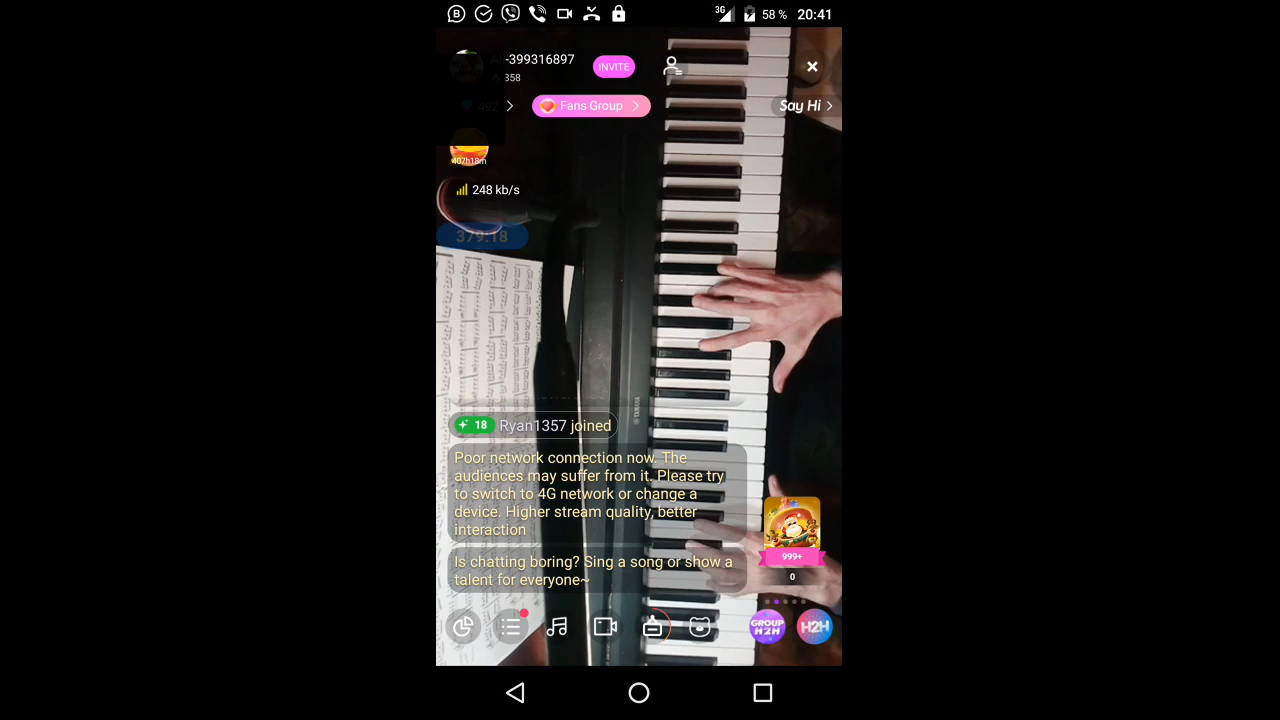 3G 58 % 20:41
-399316897
358
INVITE
492
Fans Group
Say Hi
407h18m
248 kb/s
379:18
YAMAHA
18 Ryan1357 joined
Poor network connection now. The
audiences may suffer from it. Please try
to switch to 4G network or change a
device. Higher stream quality, better
interaction
Is chatting boring? Sing a song or show a
talent for everyone~
999+
0
GROUP
H2H
H2H